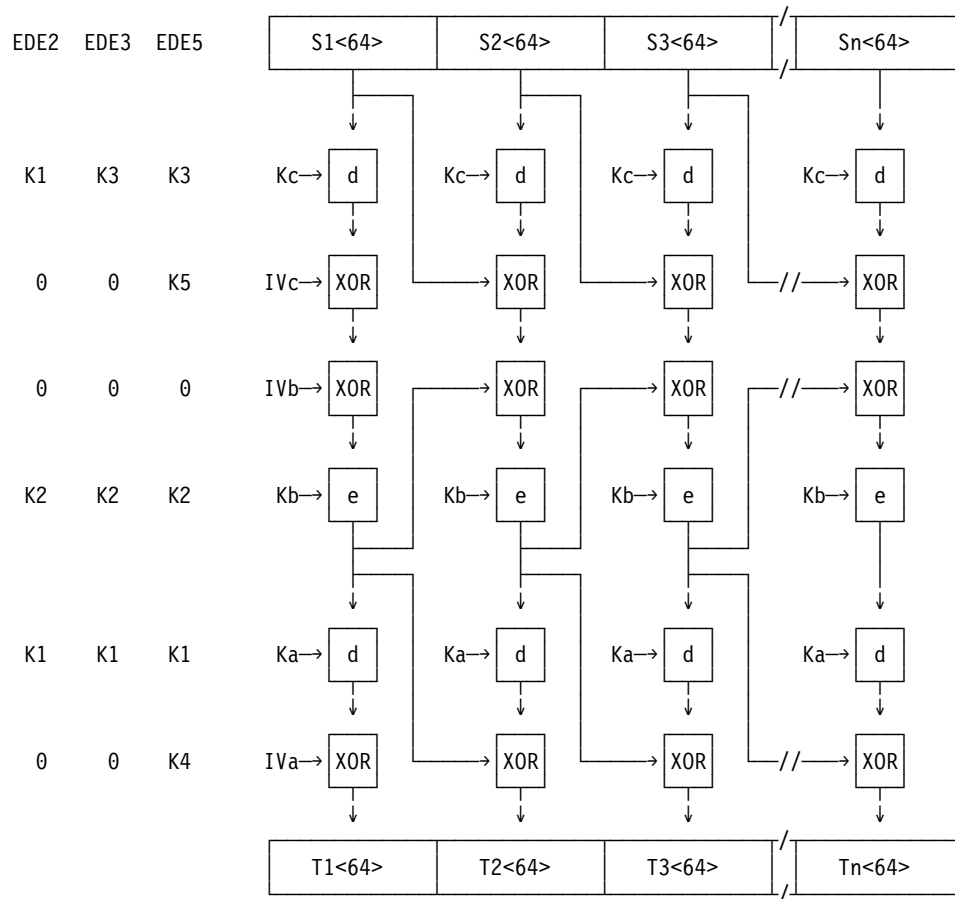 EDE2 EDE3 EDE5 S1<64> S2<64> S3<64> / Sn<64>
K1 K3 K3 Kc→ d Kc→ d Kc→ d Kc→ d
0 0 K5 IVc→ XOR XOR XOR // XOR
0 0 0 IVb→ XOR XOR XOR // XOR
K2 K2 K2 Kb→ e Kb→ e Kb→ e Kb→ e
K1 K1 K1 Ka→ d Ka→ d Ka→ d Ka→ d
0 0 K4 IVa→ XOR XOR XOR // XOR
T1<64> T2<64> T3<64> / Tn<64>